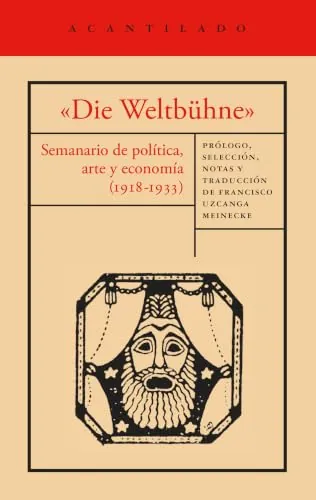 ACANTILADO
«Die Weltbühne»
Semanario de política,
arte y economía
(1918-1933)
PRÓLOGO,
SELECCIÓN,
NOTAS Y
TRADUCCIÓN
DE FRANCISCO
UZCANGA
MEINECKE